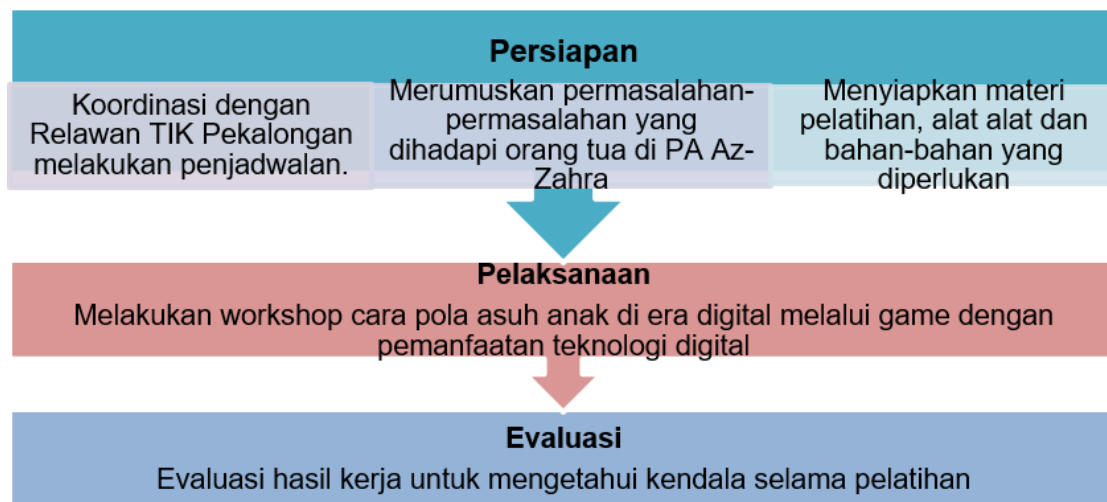 Persiapan
Koordinasi dengan
Relawan TIK Pekalongan
melakukan penjadwalan.
Merumuskan permasalahan-
permasalahan yang
dihadapi orang tua di PA Az-
Zahra
Menyiapkan materi
pelatihan, alat alat dan
bahan-bahan yang
diperlukan
Pelaksanaan
Melakukan workshop cara pola asuh anak di era digital melalui game dengan
pemanfaatan teknologi digital
Evaluasi
Evaluasi hasil kerja untuk mengetahui kendala selama pelatihan